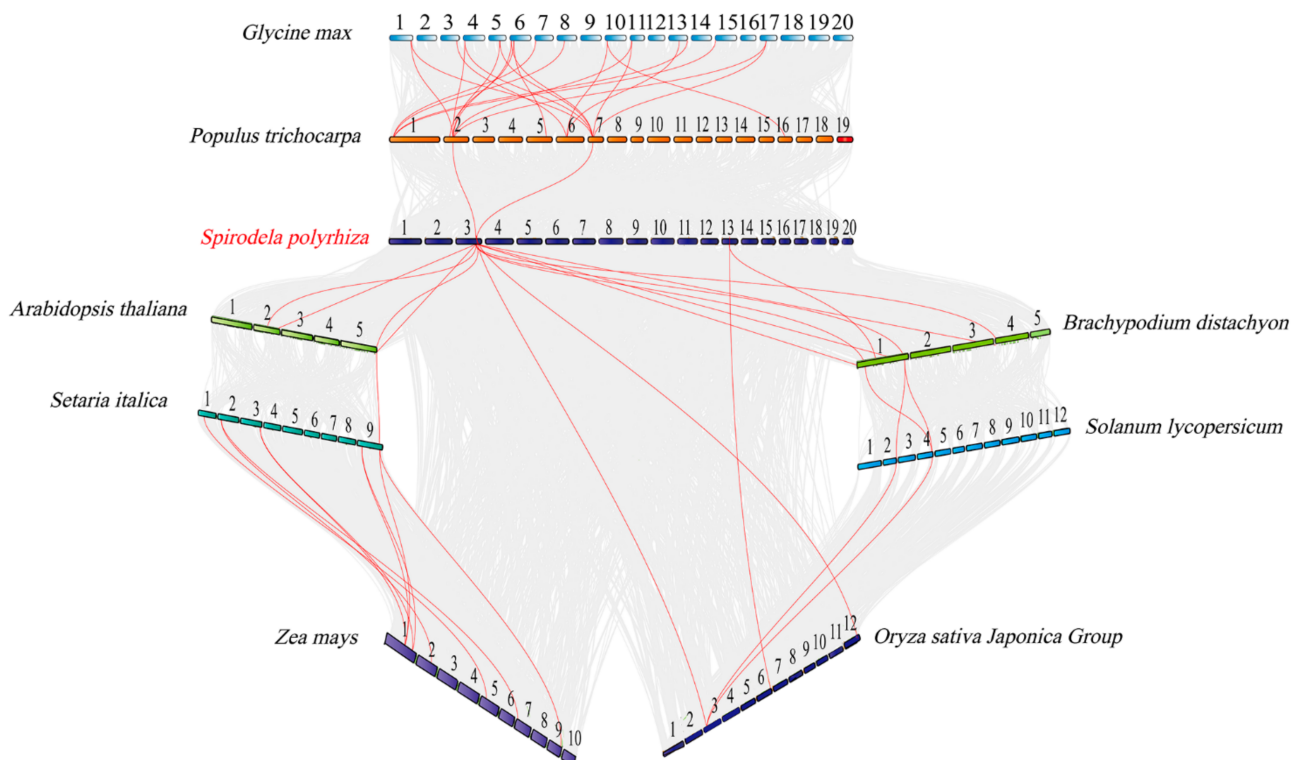 1 2 3 4 5 6 7 8 9 10 11 12 13 14 15 16 17 18 19 20
Glycine max
1 2 3 4 5 6 7 8 9 10 11 12 13 14 15 16 17 18 19
Populus trichocarpa
1 2 3 4 5 6 7 8 9 10 11 12 13 14 15 16 17 18 19 20
Spirodela polyrhiza
Arabidopsis thaliana
1 2 3 4 5
1 2 3 4 5
Brachypodium distachyon
Setaria italica
1 2 3 4 5 6 7 8 9
1 2 3 4 5 6 7 8 9 10 11 12
Solanum lycopersicum
Zea mays
1 2 3 4 5 6 7 8 9 10
1 2 3 4 5 6 7 8 9 10 11 12
Oryza sativa Japonica Group